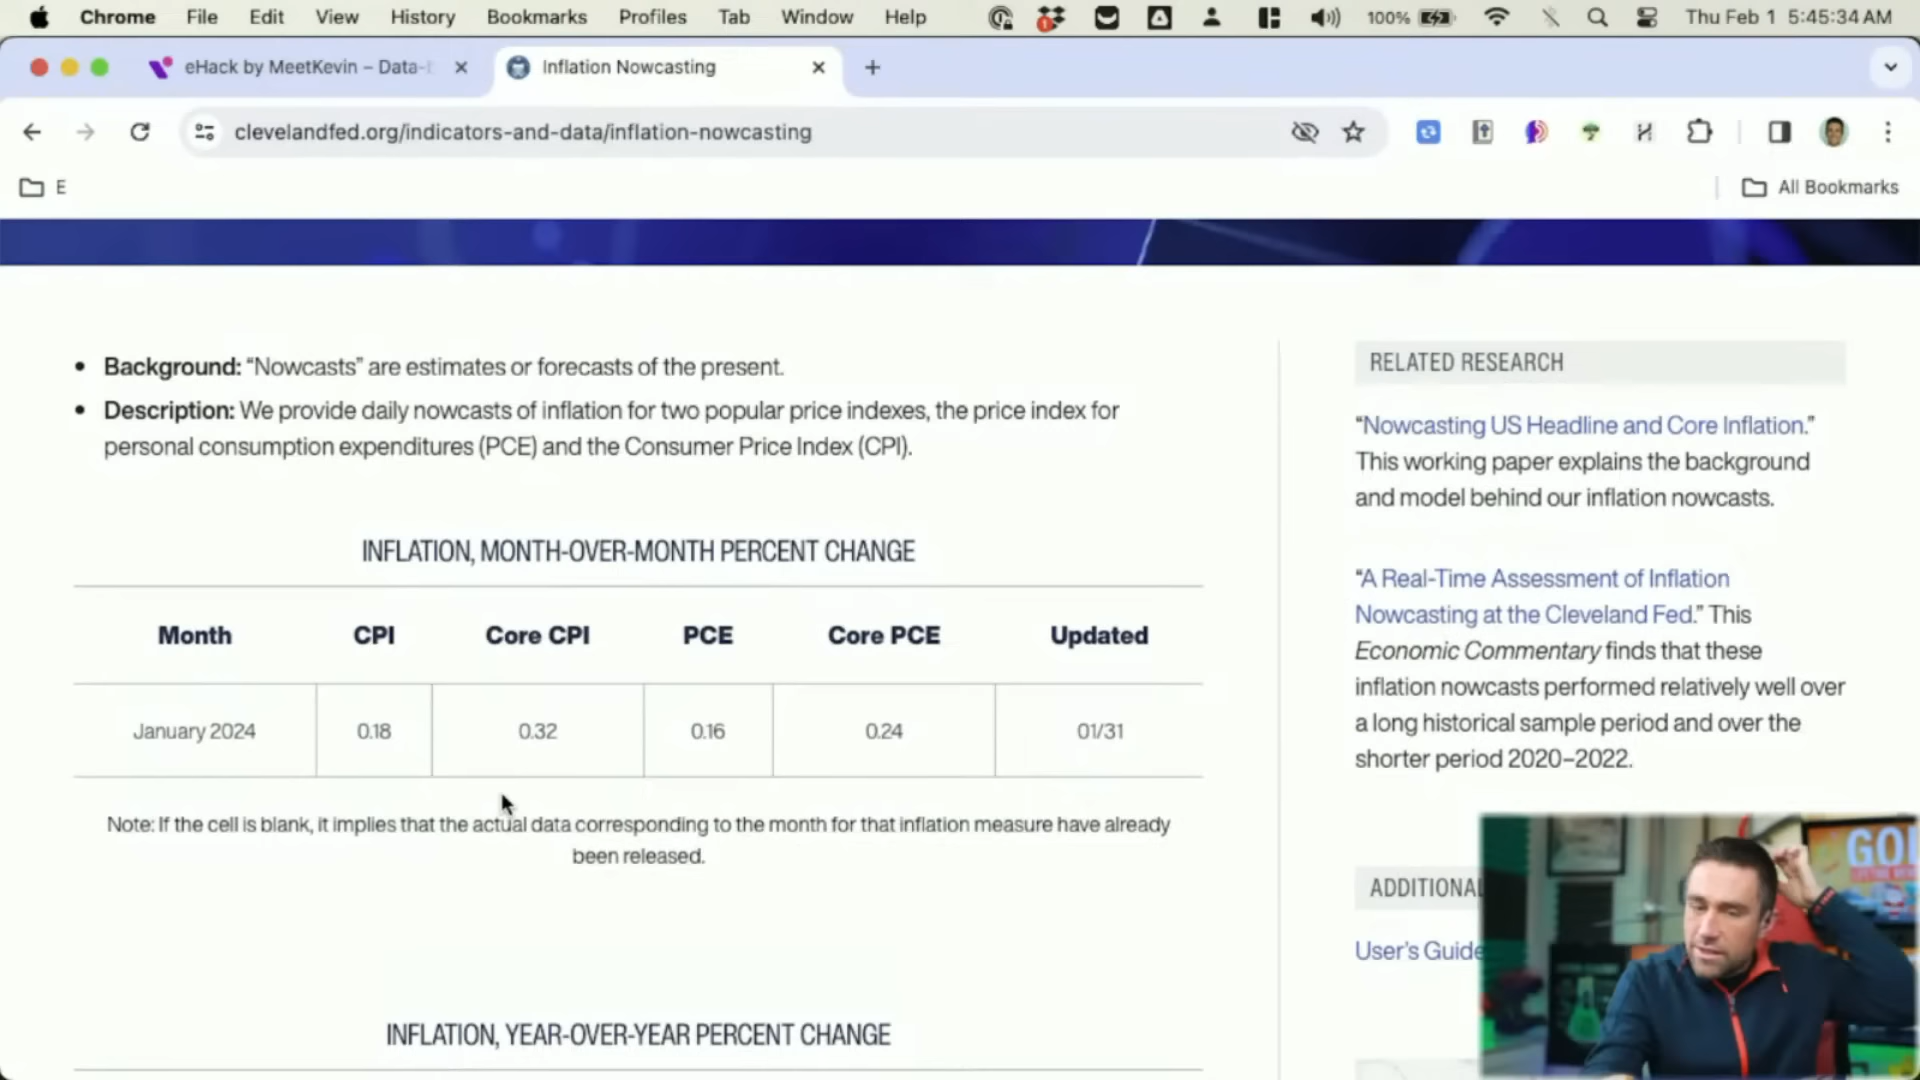 Chrome File Edit View History Bookmarks Profiles Tab Window Help 1 100% Thu Feb 1 5:45:34 AM
eHack by MeetKevin – Data- Inflation Nowcasting
clevelandfed.org/indicators-and-data/inflation-nowcasting
E All Bookmarks
• Background: “Nowcasts” are estimates or forecasts of the present.
• Description: We provide daily nowcasts of inflation for two popular price indexes, the price index for
personal consumption expenditures (PCE) and the Consumer Price Index (CPI).
INFLATION, MONTH-OVER-MONTH PERCENT CHANGE
Month CPI Core CPI PCE Core PCE Updated
January 2024 0.18 0.32 0.16 0.24 01/31
Note: If the cell is blank, it implies that the actual data corresponding to the month for that inflation measure have already
been released.
INFLATION, YEAR-OVER-YEAR PERCENT CHANGE
RELATED RESEARCH
“Nowcasting US Headline and Core Inflation.”
This working paper explains the background
and model behind our inflation nowcasts.
“A Real-Time Assessment of Inflation
Nowcasting at the Cleveland Fed.” This
Economic Commentary finds that these
inflation nowcasts performed relatively well over
a long historical sample period and over the
shorter period 2020–2022.
ADDITIONAL
User’s Guide